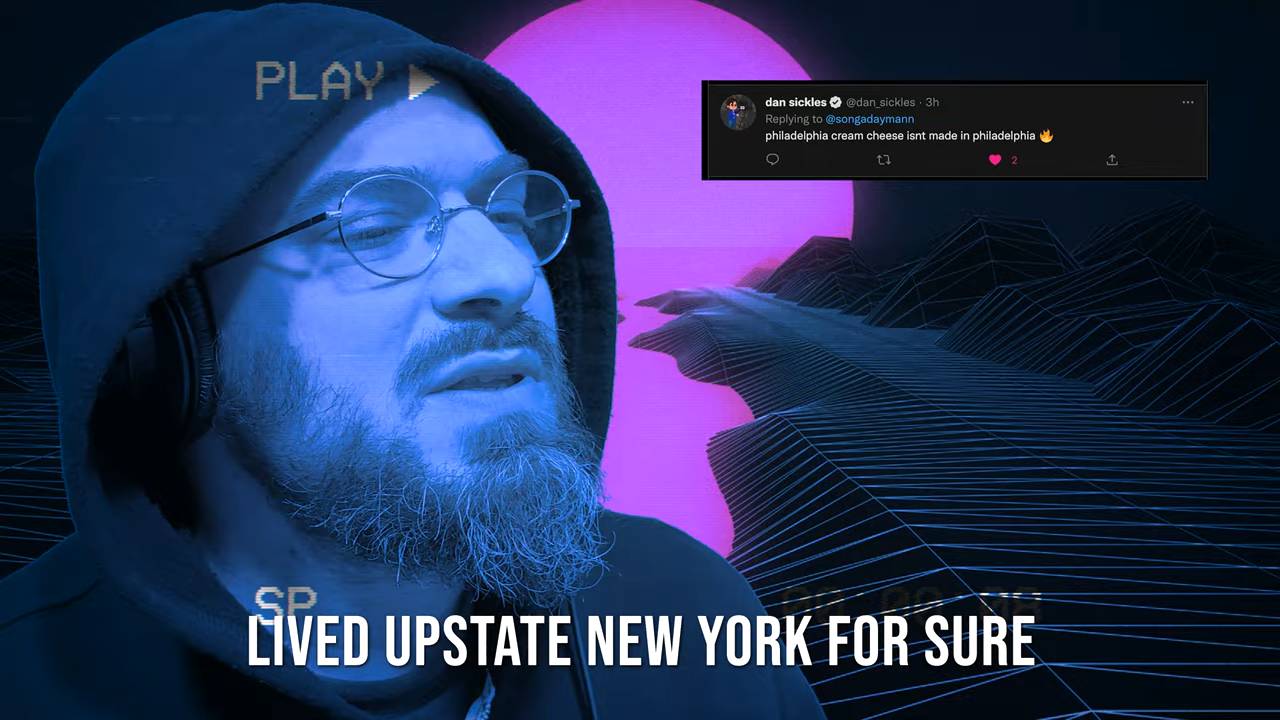 PLAY
dan sickles @dan_sickles · 3h
Replying to @songadaymann
philadelphia cream cheese isnt made in philadelphia 🔥
2
SP
LIVED UPSTATE NEW YORK FOR SURE